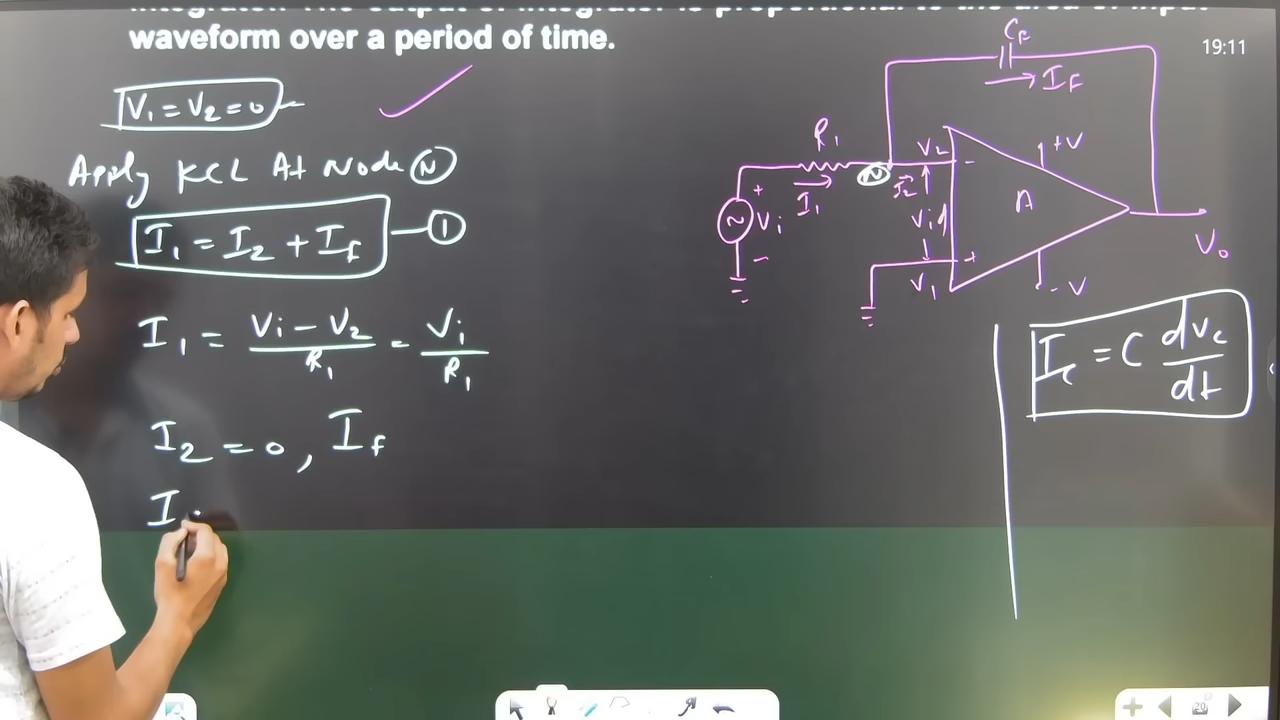 waveform over a period of time.
19:11
V₁ = V₂ = 0
Apply KCL At Node N
I₁ = I₂ + I_f — 1
I₁ = Vi - V₂ / R₁ = Vi / R₁
I₂ = 0, I_f
I
C_F
I_F
R₁
V₂
+V
N
+
-
I₁
I₂
Vi
Vid
A
-
+
V₁
-V
V₀
I_c = C dv_c / dt
20